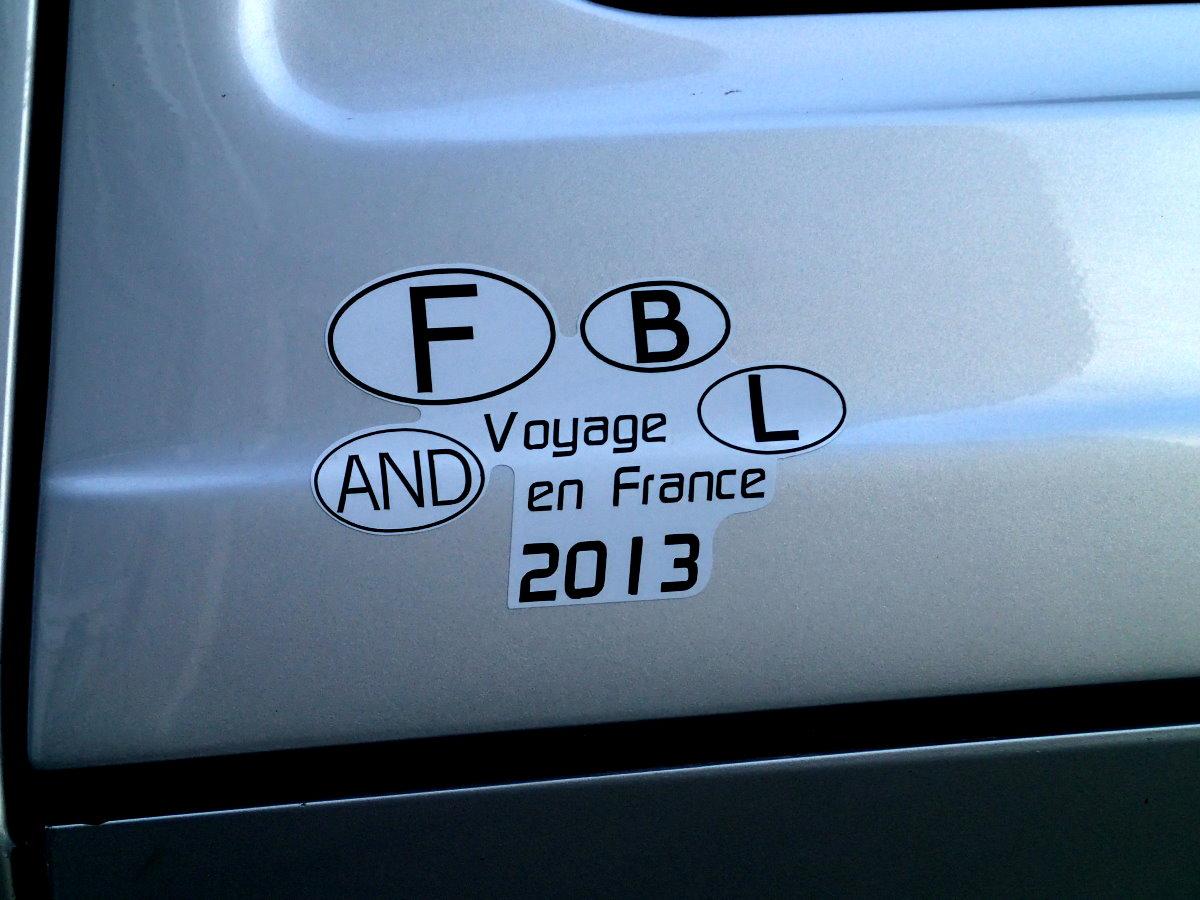 F
B
L
AND
Voyage
en France
2013